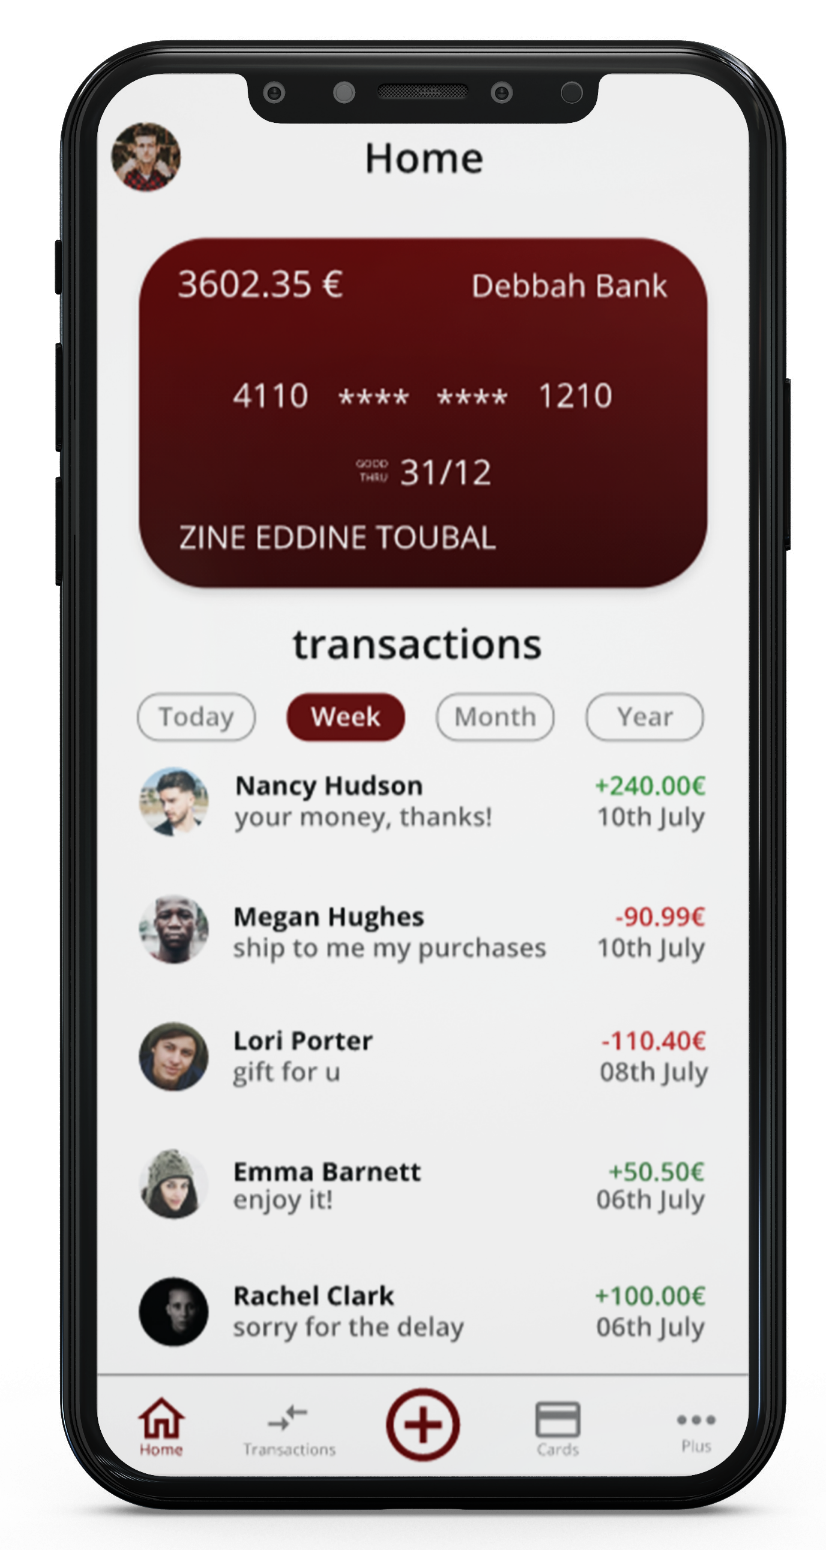 Home
3602.35 € Debbah Bank
4110 **** **** 1210
GOOD
THRU 31/12
ZINE EDDINE TOUBAL
transactions
Today Week Month Year
Nancy Hudson +240.00€
your money, thanks! 10th July
Megan Hughes -90.99€
ship to me my purchases 10th July
Lori Porter -110.40€
gift for u 08th July
Emma Barnett +50.50€
enjoy it! 06th July
Rachel Clark +100.00€
sorry for the delay 06th July
Home Transactions Cards Plus